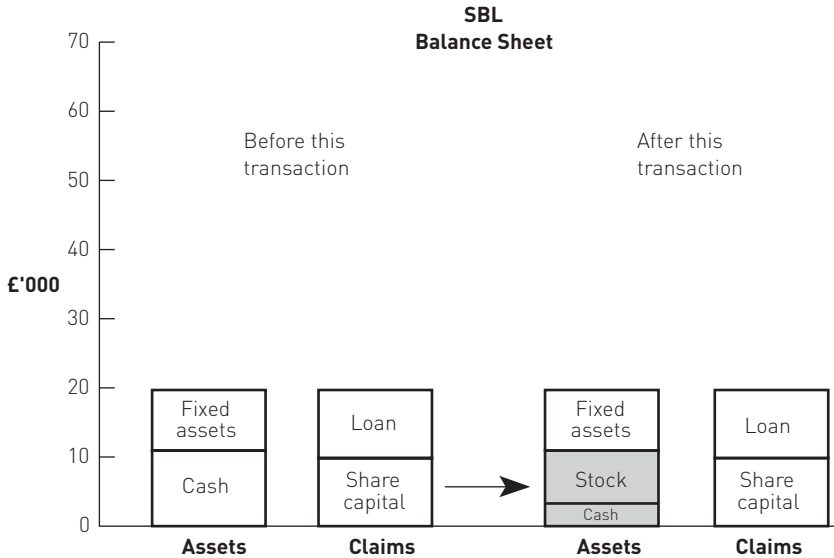 SBL
Balance Sheet
70
60
Before this
transaction
After this
transaction
50
40
£'000
30
20
Fixed
assets
Loan
Fixed
assets
Loan
10
Cash
Share
capital
Stock
Cash
Share
capital
0
Assets
Claims
Assets
Claims